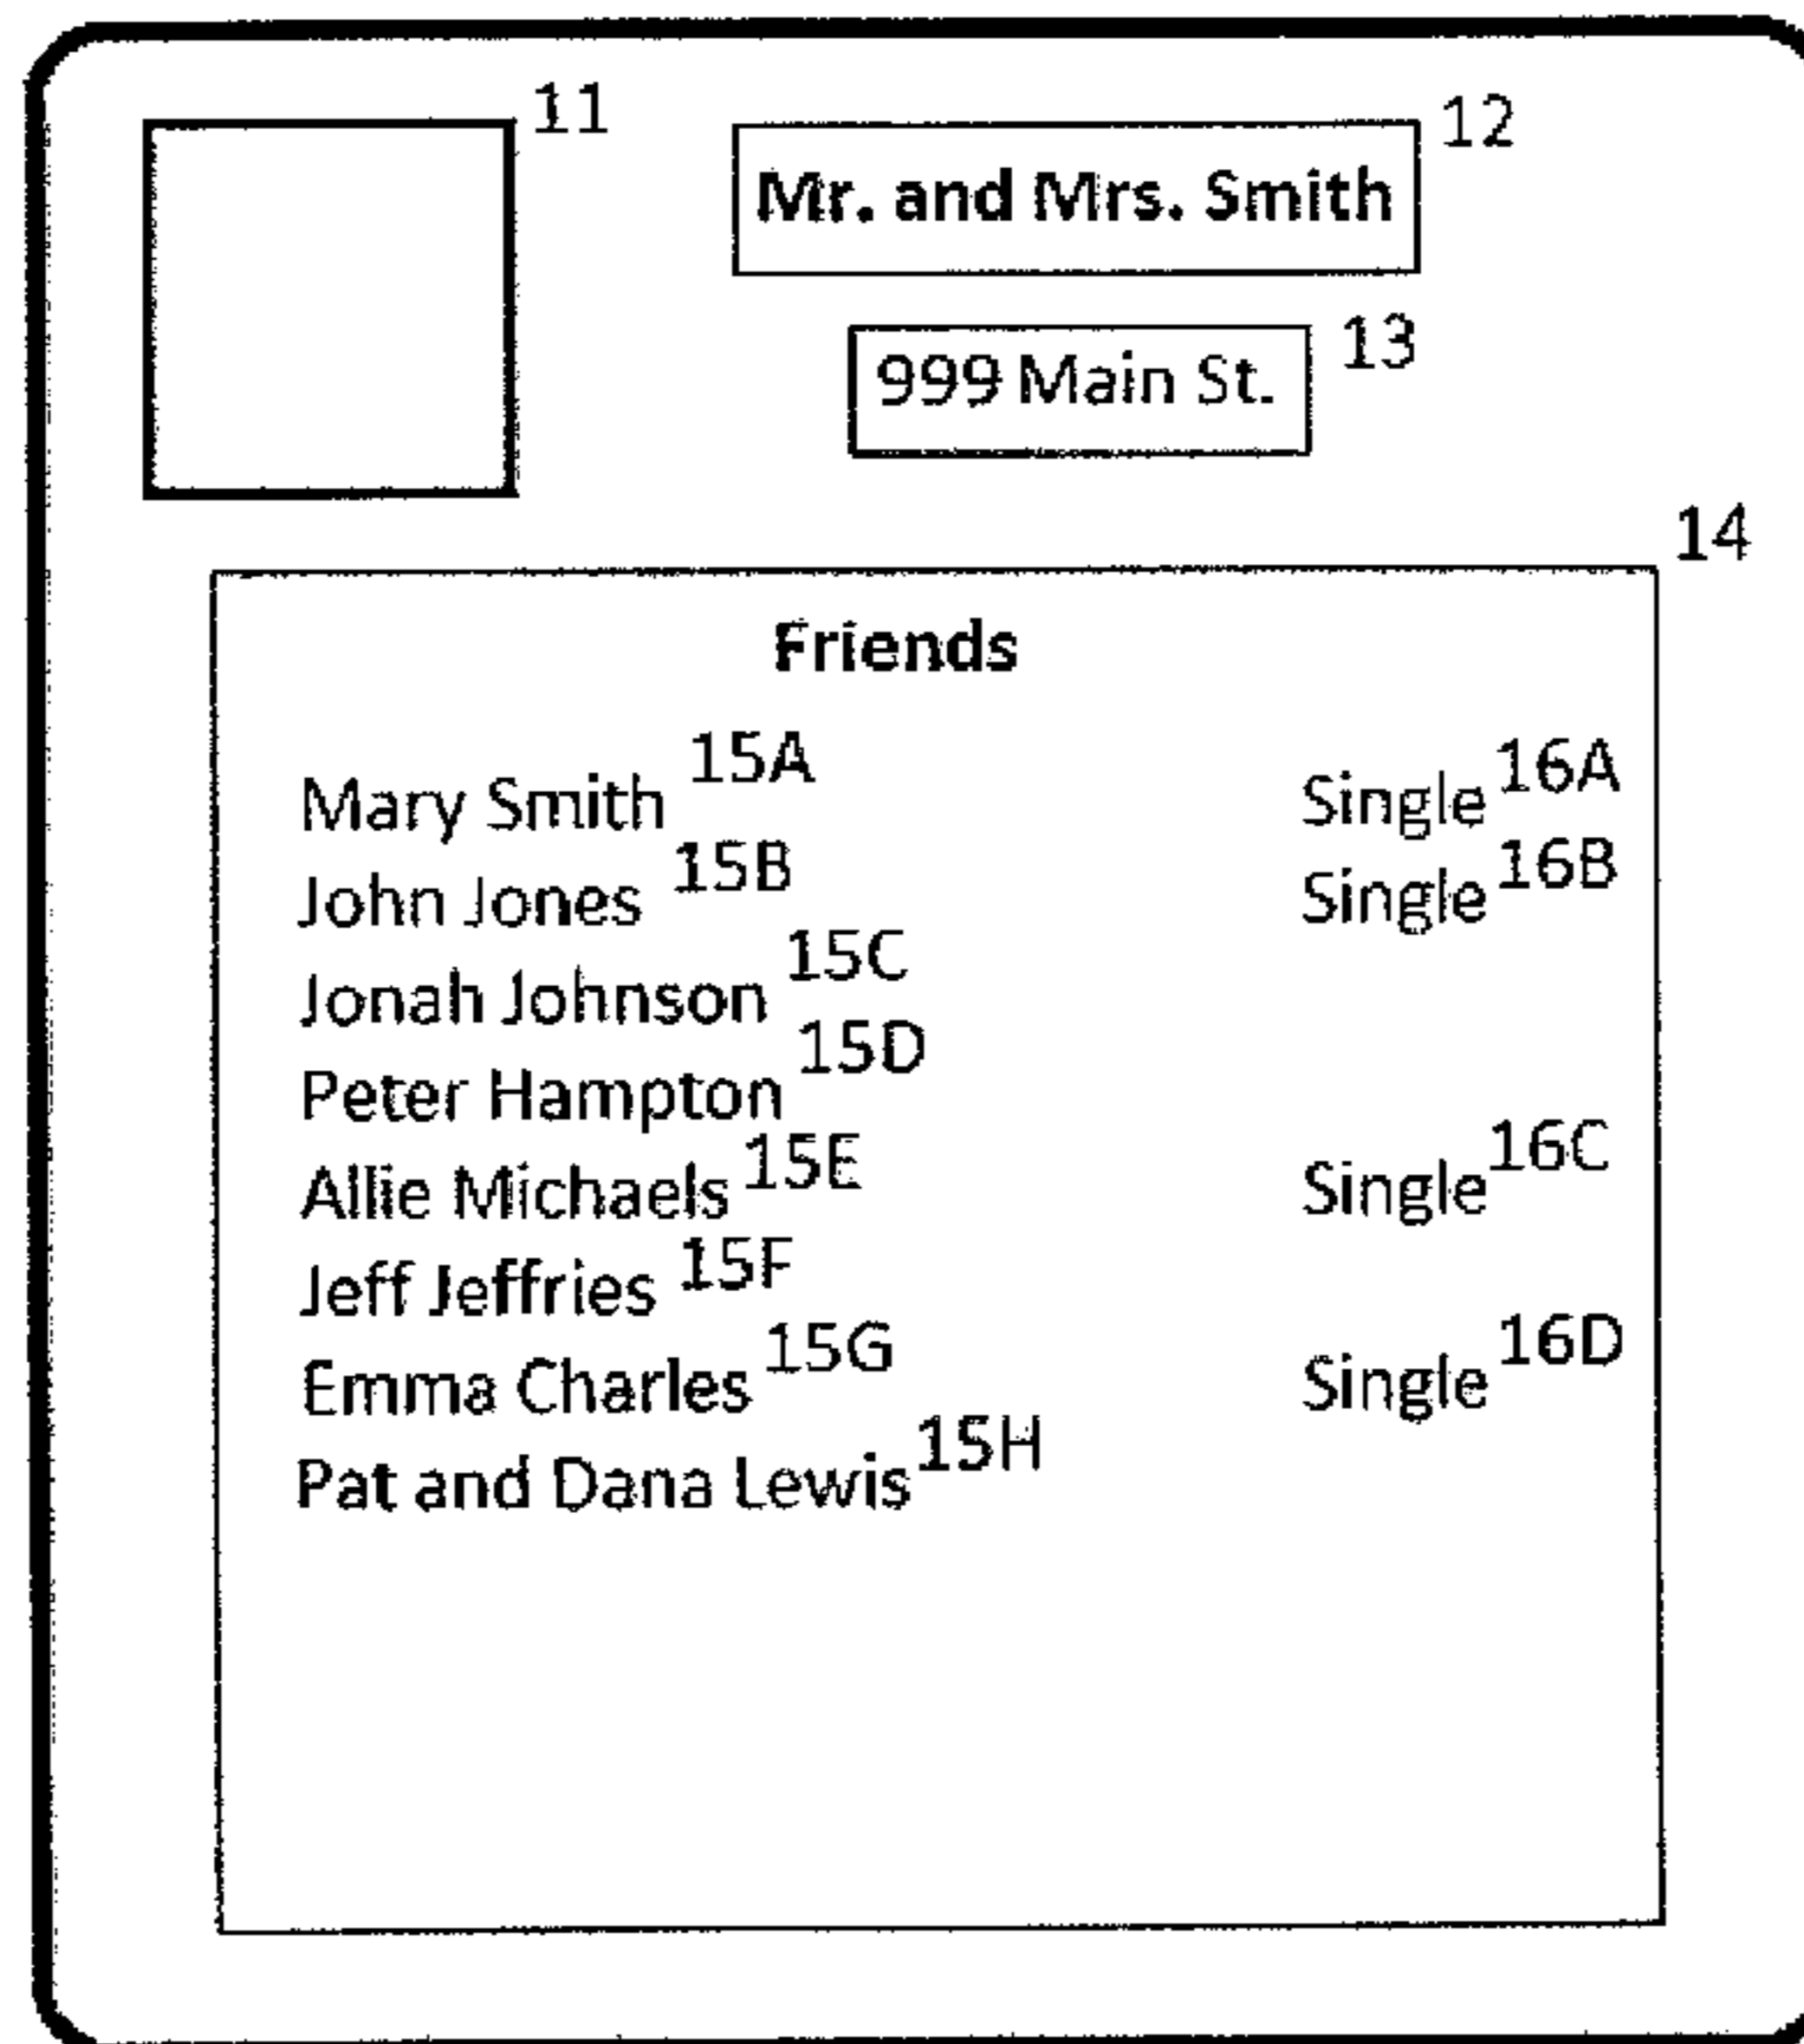 11
12
Mr. and Mrs. Smith
13
999 Main St.
14
Friends
Mary Smith 15A Single 16A
John Jones 15B Single 16B
Jonah Johnson 15C
Peter Hampton 15D
Allie Michaels 15E Single 16C
Jeff Jeffries 15F
Emma Charles 15G Single 16D
Pat and Dana Lewis 15H